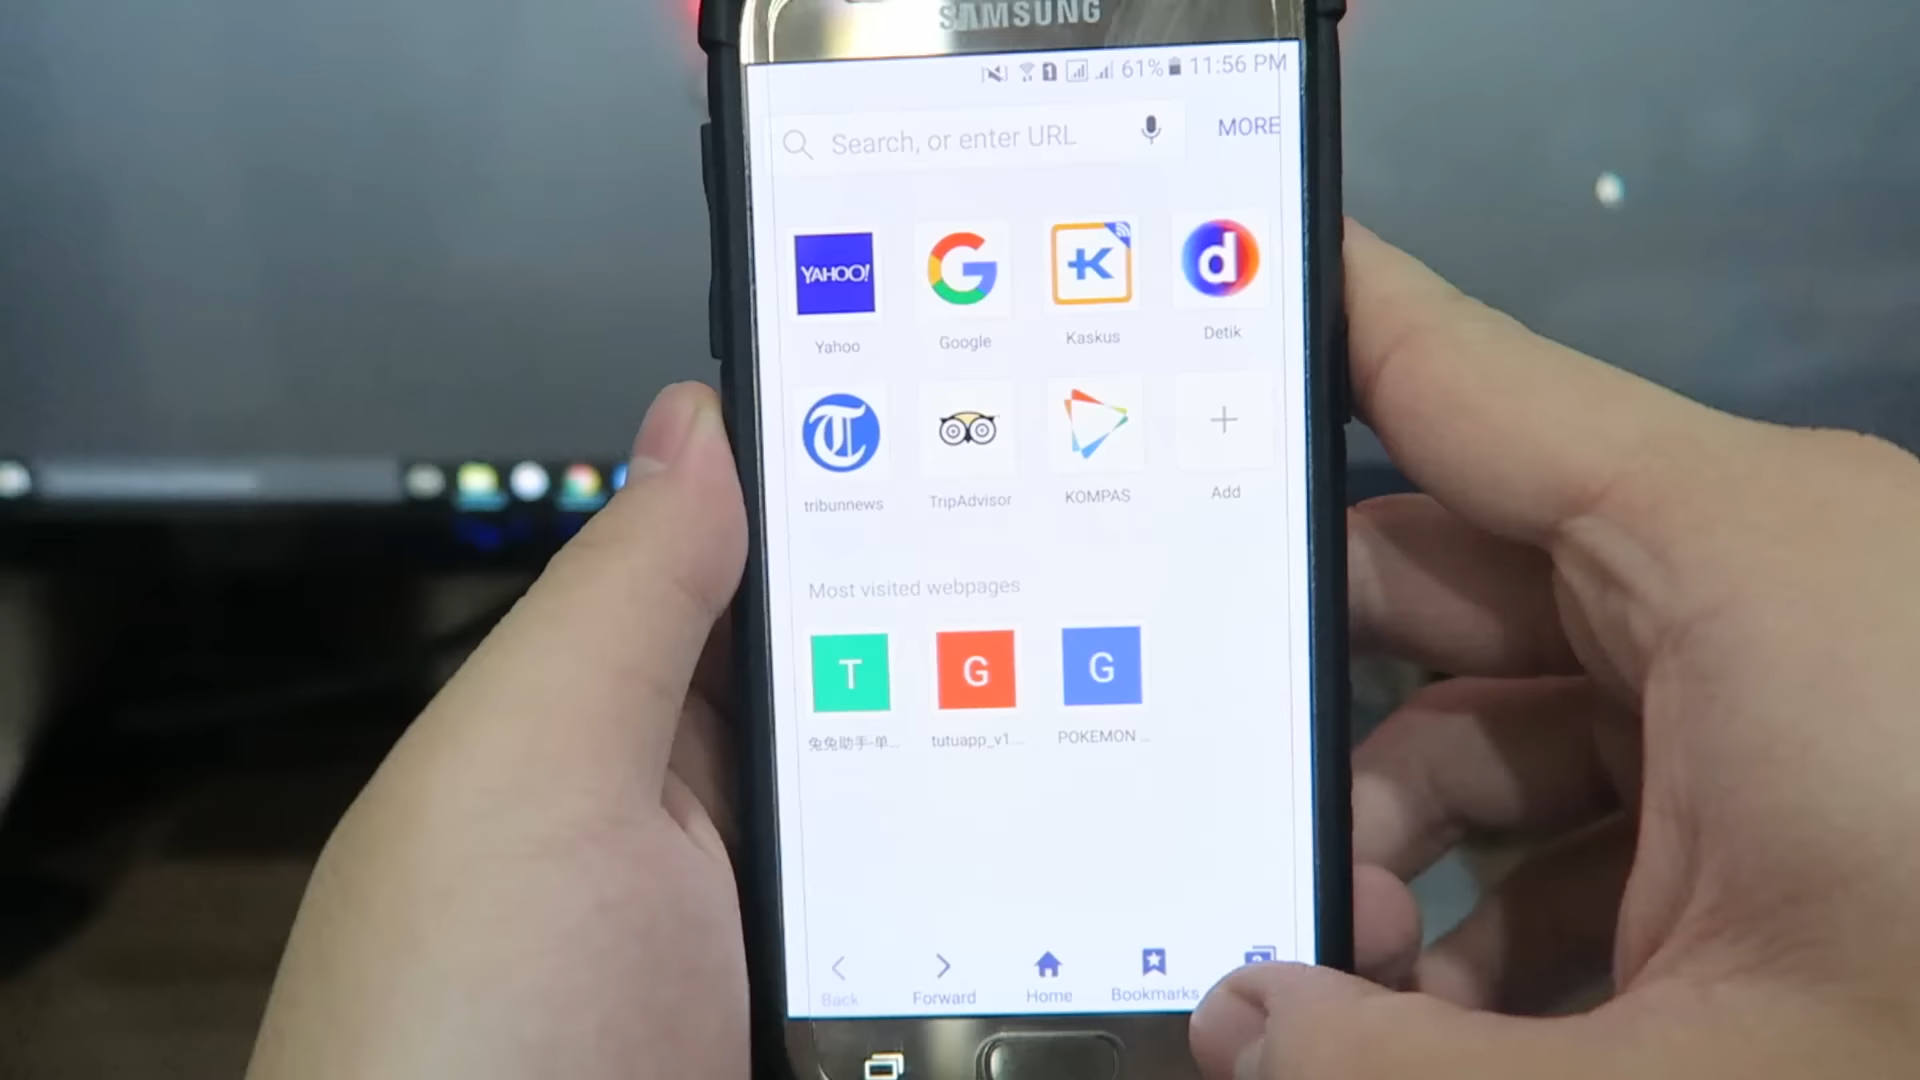 SAMSUNG
1 61% 11:56 PM
Search, or enter URL
MORE
YAHOO!
G
K
d
Yahoo
Google
Kaskus
Detik
T
tribunnews
TripAdvisor
KOMPAS
Add
Most visited webpages
T
G
G
兔兔助手-单...
tutuapp_v1....
POKEMON ...
Back
Forward
Home
Bookmarks